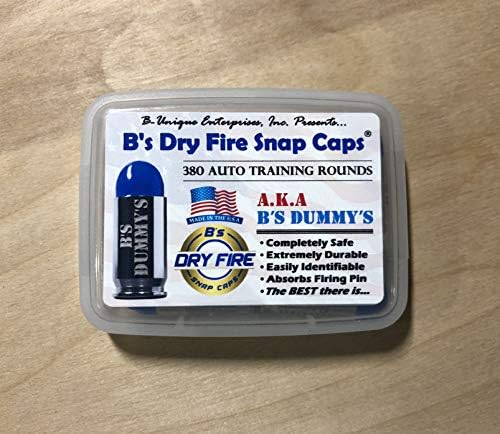 B. Unique Enterprises, Inc. Presents...
B's Dry Fire Snap Caps®
380 AUTO TRAINING ROUNDS
MADE IN THE U.S.A
A.K.A
B'S DUMMY'S
B'S
DUMMY'S
B's
DRY FIRE
SNAP CAPS
• Completely Safe
• Extremely Durable
• Easily Identifiable
• Absorbs Firing Pin
• The BEST there is...